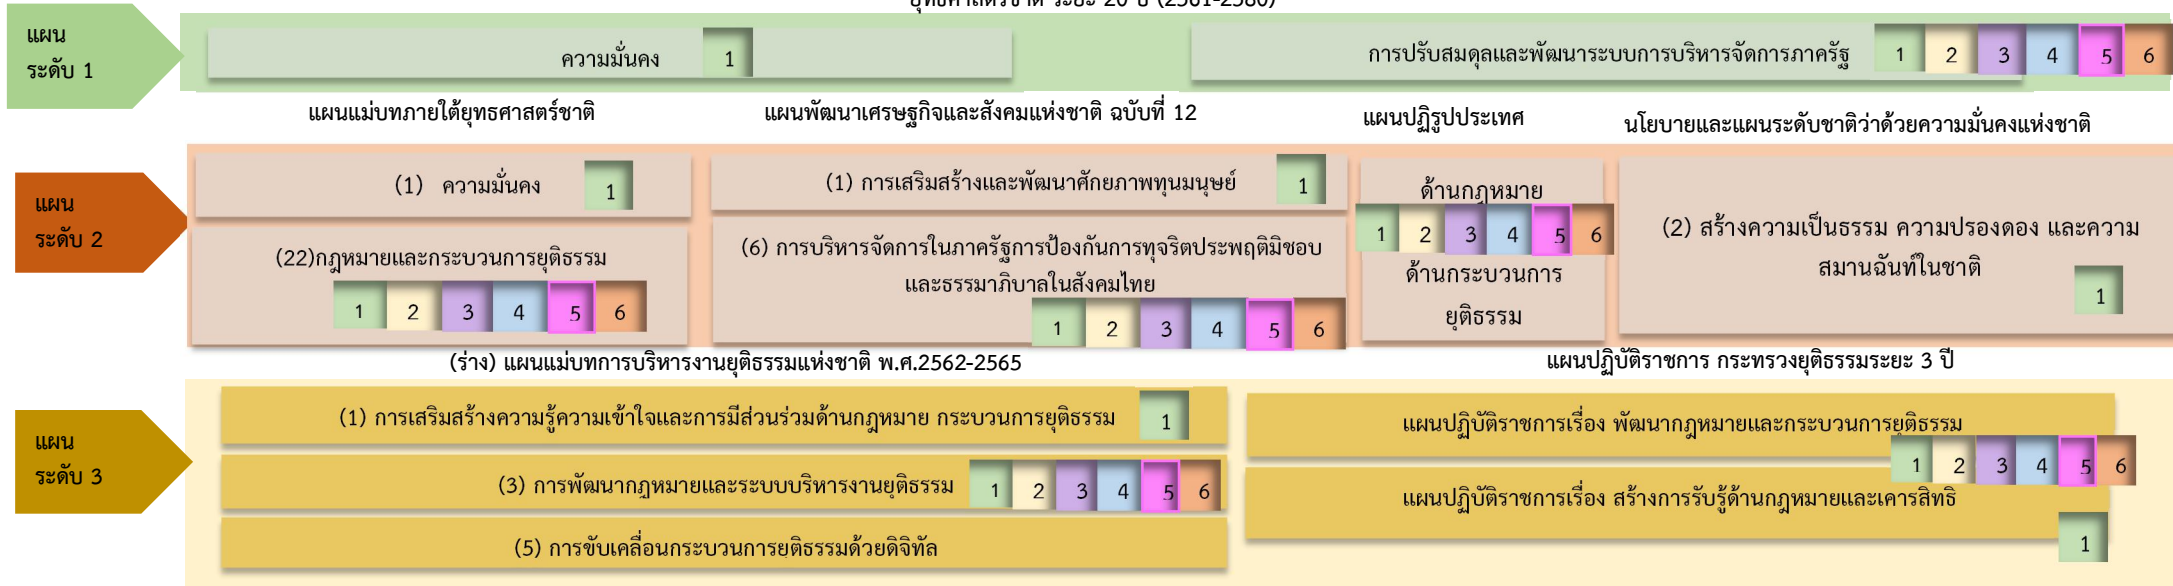 ยุทธศาสตร์ชาติ ระยะ 20 ปี (2561-2580)
แผน
ระดับ 1
ความมั่นคง 1
การปรับสมดุลและพัฒนาระบบการบริหารจัดการภาครัฐ 1 2 3 4 5 6
แผนแม่บทภายใต้ยุทธศาสตร์ชาติ
แผนพัฒนาเศรษฐกิจและสังคมแห่งชาติ ฉบับที่ 12
แผนปฏิรูปประเทศ
นโยบายและแผนระดับชาติว่าด้วยความมั่นคงแห่งชาติ
แผน
ระดับ 2
(1) ความมั่นคง 1
(22)กฎหมายและกระบวนการยุติธรรม
1 2 3 4 5 6
(1) การเสริมสร้างและพัฒนาศักยภาพทุนมนุษย์ 1
(6) การบริหารจัดการในภาครัฐการป้องกันการทุจริตประพฤติมิชอบ
และธรรมาภิบาลในสังคมไทย
1 2 3 4 5 6
ด้านกฎหมาย
1 2 3 4 5 6
ด้านกระบวนการ
ยุติธรรม
(2) สร้างความเป็นธรรม ความปรองดอง และความ
สมานฉันท์ในชาติ
1
(ร่าง) แผนแม่บทการบริหารงานยุติธรรมแห่งชาติ พ.ศ.2562-2565
แผนปฏิบัติราชการ กระทรวงยุติธรรมระยะ 3 ปี
แผน
ระดับ 3
(1) การเสริมสร้างความรู้ความเข้าใจและการมีส่วนร่วมด้านกฎหมาย กระบวนการยุติธรรม 1
(3) การพัฒนากฎหมายและระบบบริหารงานยุติธรรม 1 2 3 4 5 6
(5) การขับเคลื่อนกระบวนการยุติธรรมด้วยดิจิทัล
แผนปฏิบัติราชการเรื่อง พัฒนากฎหมายและกระบวนการยุติธรรม
1 2 3 4 5 6
แผนปฏิบัติราชการเรื่อง สร้างการรับรู้ด้านกฎหมายและเคารสิทธิ
1